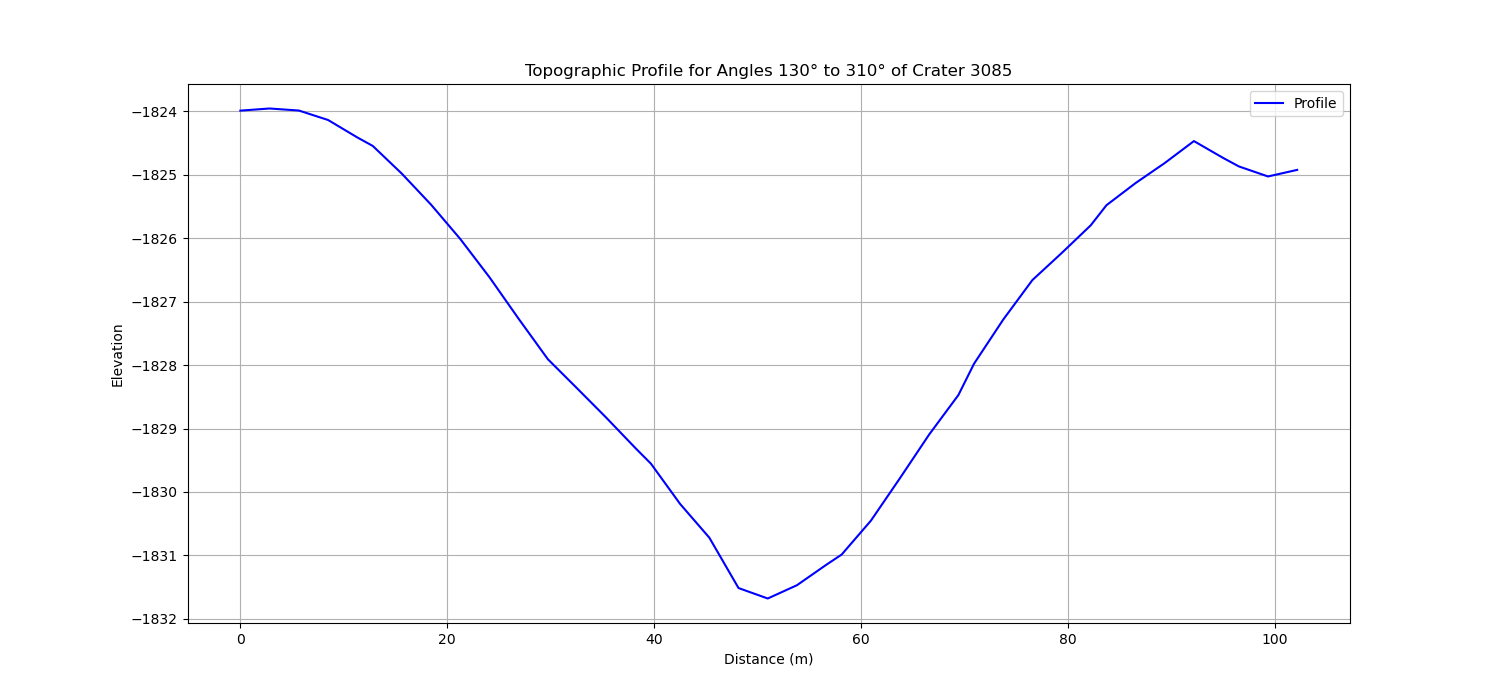 Topographic Profile for Angles 130° to 310° of Crater 3085
Profile
−1824
−1825
−1826
−1827
−1828
−1829
−1830
−1831
−1832
Elevation
0 20 40 60 80 100
Distance (m)